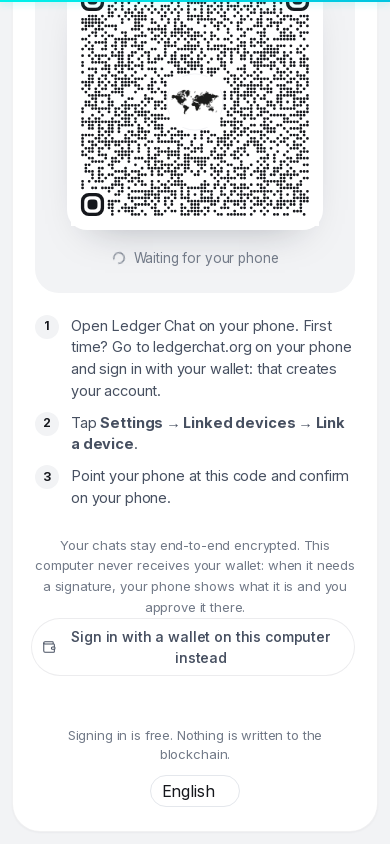 Waiting for your phone
1 Open Ledger Chat on your phone. First
time? Go to ledgerchat.org on your phone
and sign in with your wallet: that creates
your account.
2 Tap Settings → Linked devices → Link
a device.
3 Point your phone at this code and confirm
on your phone.
Your chats stay end-to-end encrypted. This
computer never receives your wallet: when it needs
a signature, your phone shows what it is and you
approve it there.
Sign in with a wallet on this computer
instead
Signing in is free. Nothing is written to the
blockchain.
English